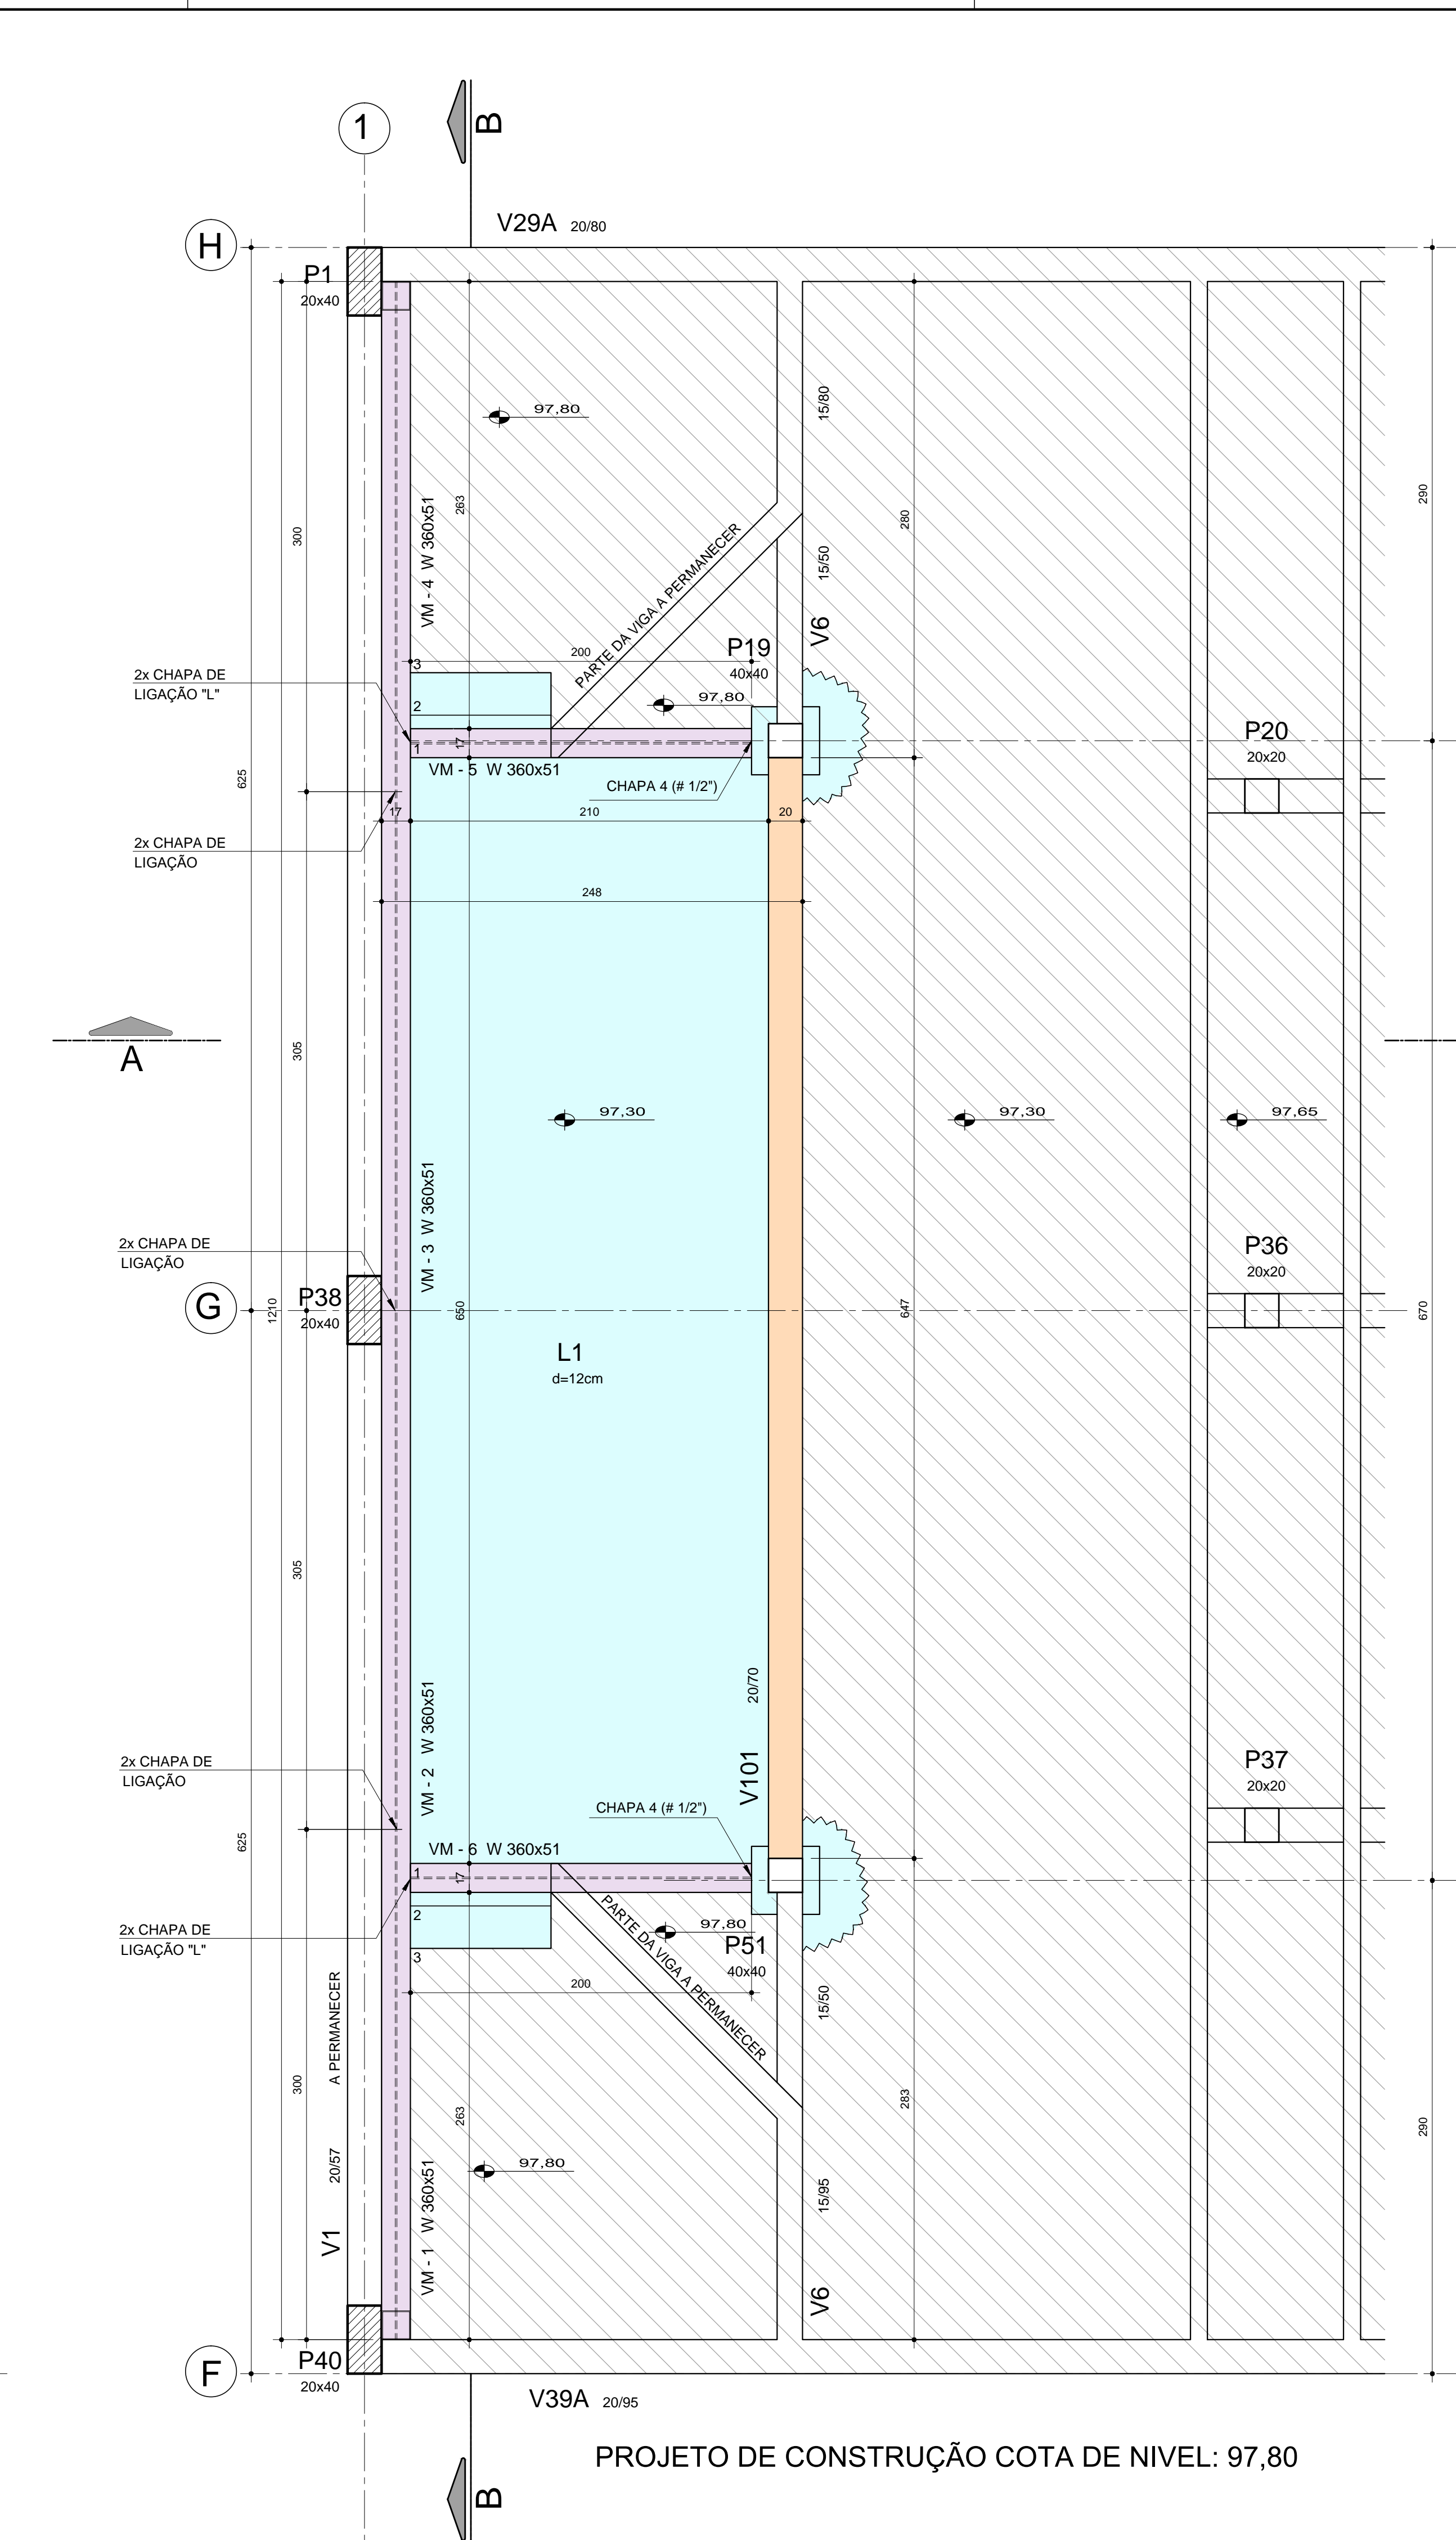 B
1
V29A 20/80
H
P1
20x40
97,80
15/80
263
300
290
280
VM - 4 W 360x51
PARTE DA VIGA A PERMANECER
15/50
V6
P19
40x40
200
3
2x CHAPA DE
LIGAÇÃO "L"
97,80
2
P20
20x20
17
1
VM - 5 W 360x51
625
CHAPA 4 (# 1/2")
17
210
20
2x CHAPA DE
LIGAÇÃO
248
A
305
97,30
97,30
97,65
VM - 3 W 360x51
2x CHAPA DE
LIGAÇÃO
P36
20x20
G
P38
20x40
1210
650
647
670
L1
d=12cm
305
20/70
VM - 2 W 360x51
V101
P37
20x20
2x CHAPA DE
LIGAÇÃO
CHAPA 4 (# 1/2")
625
VM - 6 W 360x51
1
17
2
2x CHAPA DE
LIGAÇÃO "L"
97,80
P51
40x40
PARTE DA VIGA A PERMANECER
3
200
15/50
A PERMANECER
300
263
283
290
20/57
97,80
15/95
VM - 1 W 360x51
V1
V6
P40
20x40
F
V39A 20/95
PROJETO DE CONSTRUÇÃO COTA DE NIVEL: 97,80
B